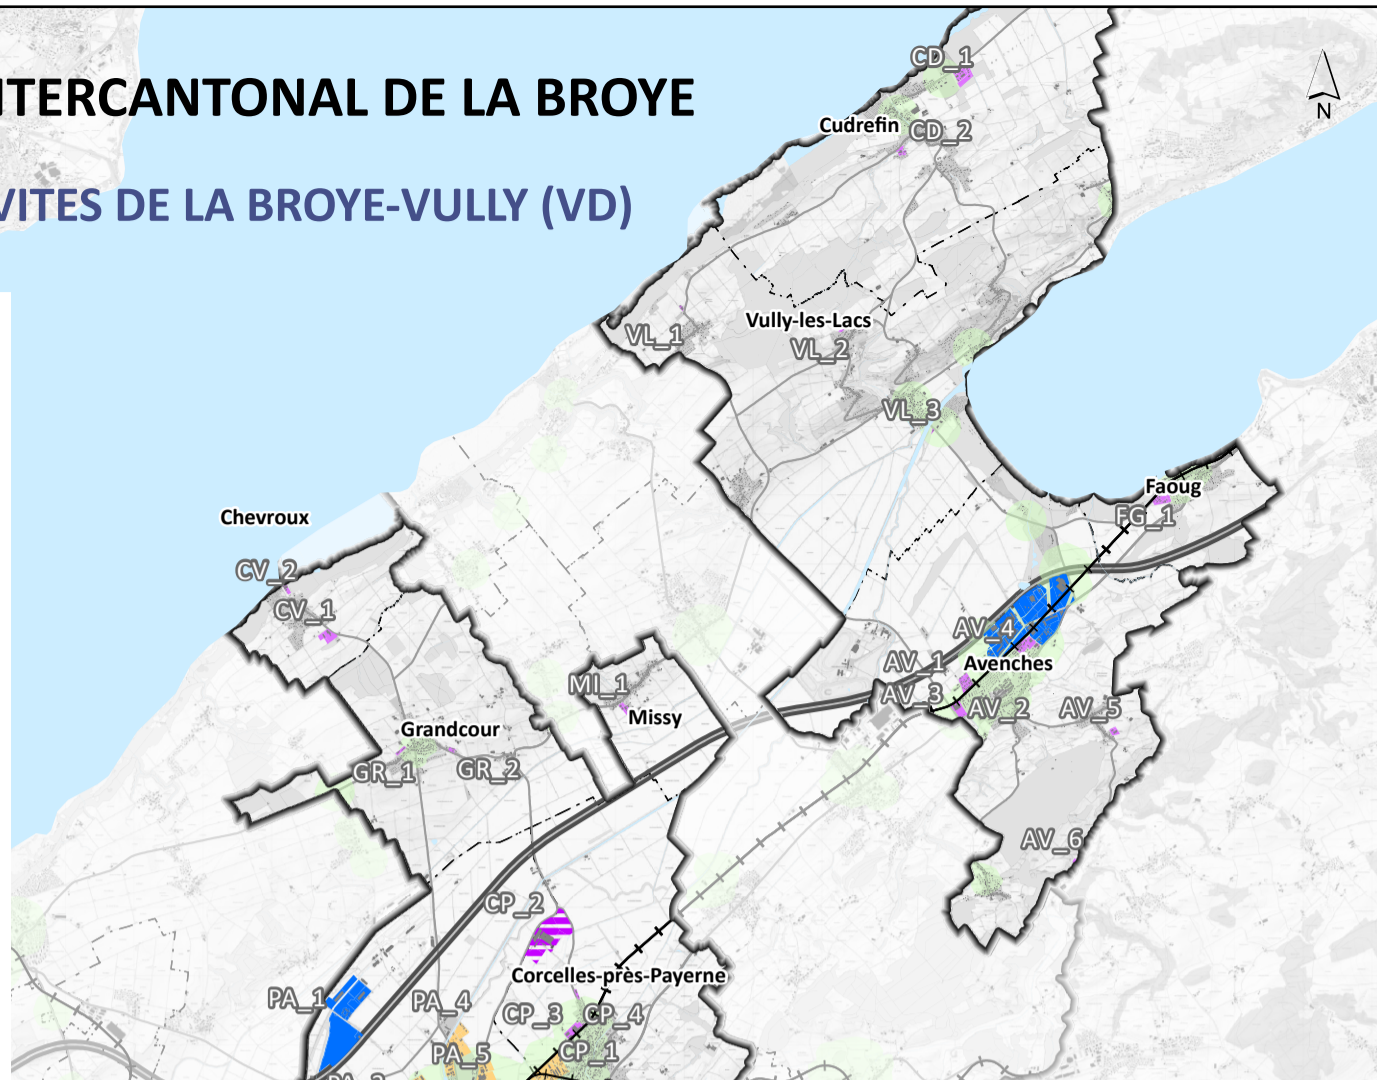 NTERCANTONAL DE LA BROYE
VITES DE LA BROYE-VULLY (VD)
N
CD_1
Cudrefin
CD_2
VL_1
Vully-les-Lacs
VL_2
VL_3
Faoug
FG_1
Chevroux
CV_2
CV_1
AV_4
Avenches
AV_1
AV_3
AV_2
AV_5
MI_1
Missy
Grandcour
GR_1
GR_2
AV_6
CP_2
Corcelles-près-Payerne
PA_1
PA_4
CP_3
CP_4
PA_5
CP_1